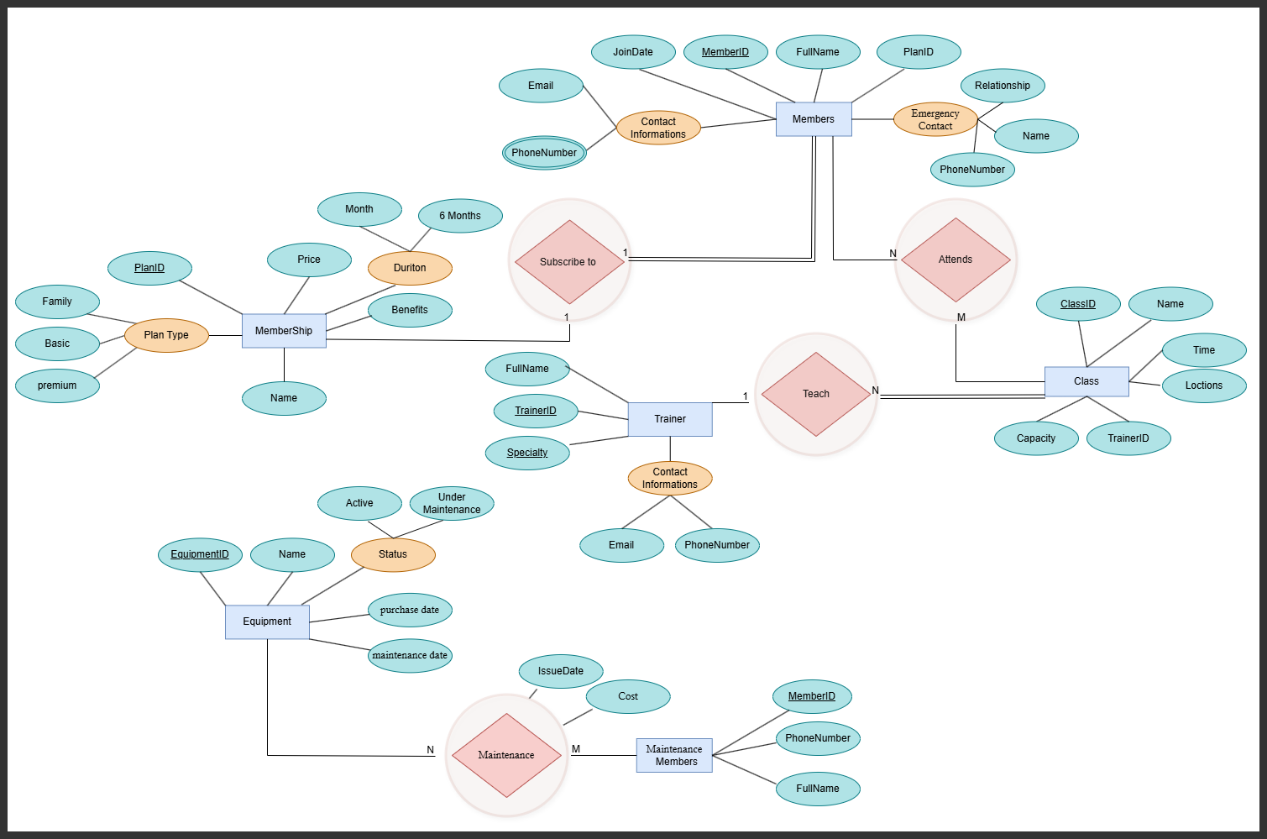 JoinDate
MemberID
FullName
PlanID
Email
Relationship
Contact
Informations
Members
Emergency
Contact
Name
PhoneNumber
PhoneNumber
Month
6 Months
Subscribe to
1
1
N
Attends
M
PlanID
Price
Duriton
Family
Benefits
Plan Type
MemberShip
Basic
premium
Name
ClassID
Name
Time
Class
Loctions
Capacity
TrainerID
FullName
TrainerID
Specialty
Trainer
1
Teach
N
Contact
Informations
Email
PhoneNumber
Active
Under
Maintenance
EquipmentID
Name
Status
Equipment
purchase date
maintenance date
IssueDate
Cost
N
Maintenance
M
Maintenance
Members
MemberID
PhoneNumber
FullName